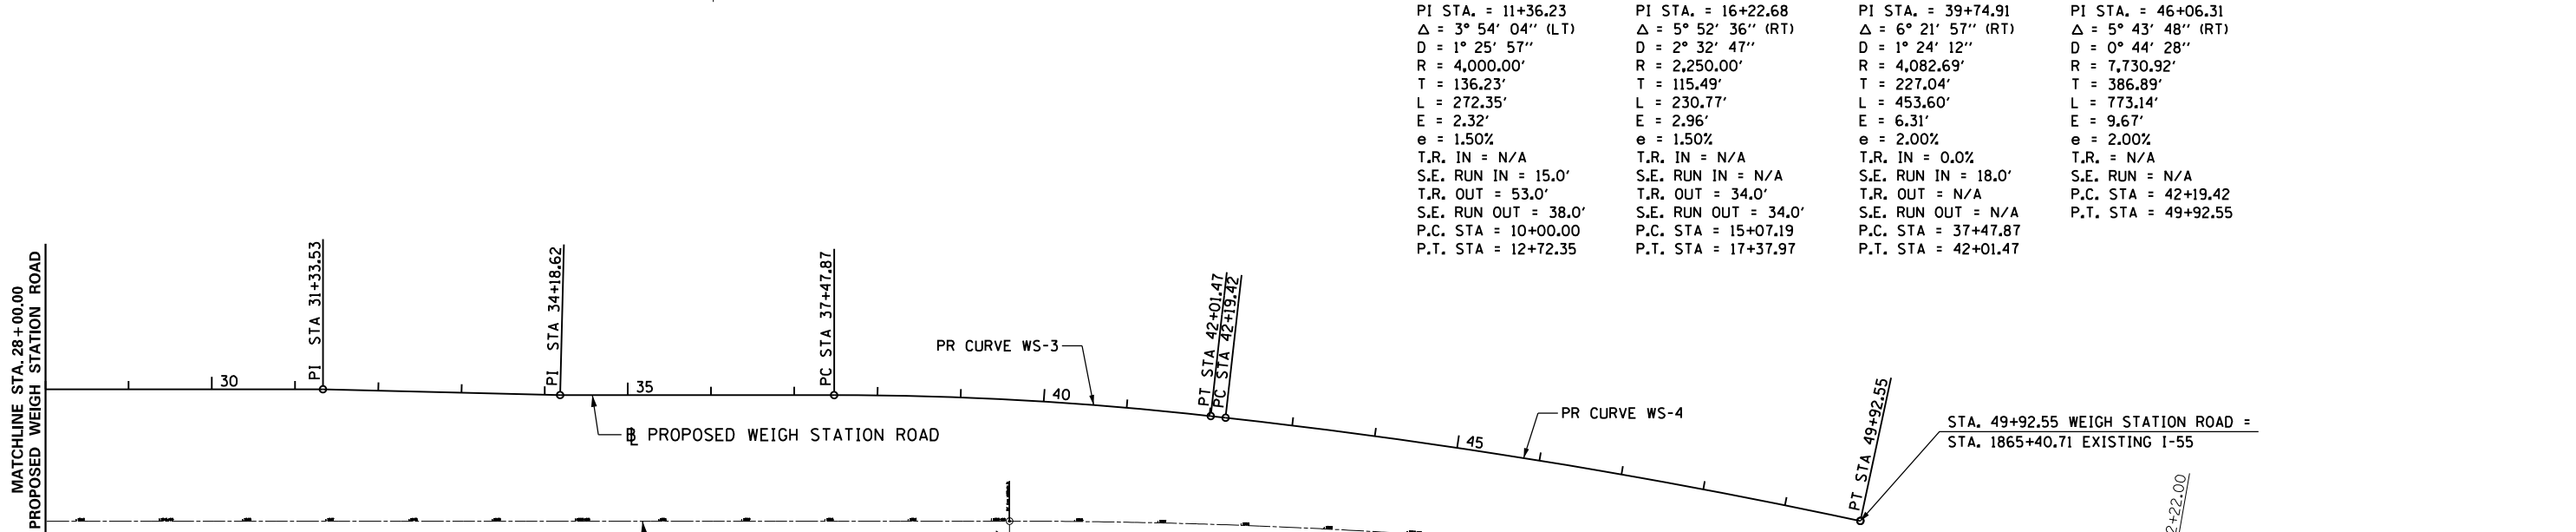 PI STA. = 11+36.23
Δ = 3° 54' 04'' (LT)
D = 1° 25' 57''
R = 4,000.00'
T = 136.23'
L = 272.35'
E = 2.32'
e = 1.50%
T.R. IN = N/A
S.E. RUN IN = 15.0'
T.R. OUT = 53.0'
S.E. RUN OUT = 38.0'
P.C. STA = 10+00.00
P.T. STA = 12+72.35
PI STA. = 16+22.68
Δ = 5° 52' 36'' (RT)
D = 2° 32' 47''
R = 2,250.00'
T = 115.49'
L = 230.77'
E = 2.96'
e = 1.50%
T.R. IN = N/A
S.E. RUN IN = N/A
T.R. OUT = 34.0'
S.E. RUN OUT = 34.0'
P.C. STA = 15+07.19
P.T. STA = 17+37.97
PI STA. = 39+74.91
Δ = 6° 21' 57'' (RT)
D = 1° 24' 12''
R = 4,082.69'
T = 227.04'
L = 453.60'
E = 6.31'
e = 2.00%
T.R. IN = 0.0%
S.E. RUN IN = 18.0'
T.R. OUT = N/A
S.E. RUN OUT = N/A
P.C. STA = 37+47.87
P.T. STA = 42+01.47
PI STA. = 46+06.31
Δ = 5° 43' 48'' (RT)
D = 0° 44' 28''
R = 7,730.92'
T = 386.89'
L = 773.14'
E = 9.67'
e = 2.00%
T.R. = N/A
S.E. RUN = N/A
P.C. STA = 42+19.42
P.T. STA = 49+92.55
MATCHLINE STA. 28+00.00
PROPOSED WEIGH STATION ROAD
30
PI STA 31+33.53
PI STA 34+18.62
35
PC STA 37+47.87
PR CURVE WS-3
40
PT STA 42+01.47
PC STA 42+19.42
℄ PROPOSED WEIGH STATION ROAD
45
PR CURVE WS-4
PT STA 49+92.55
STA. 49+92.55 WEIGH STATION ROAD =
STA. 1865+40.71 EXISTING I-55
2+22.00